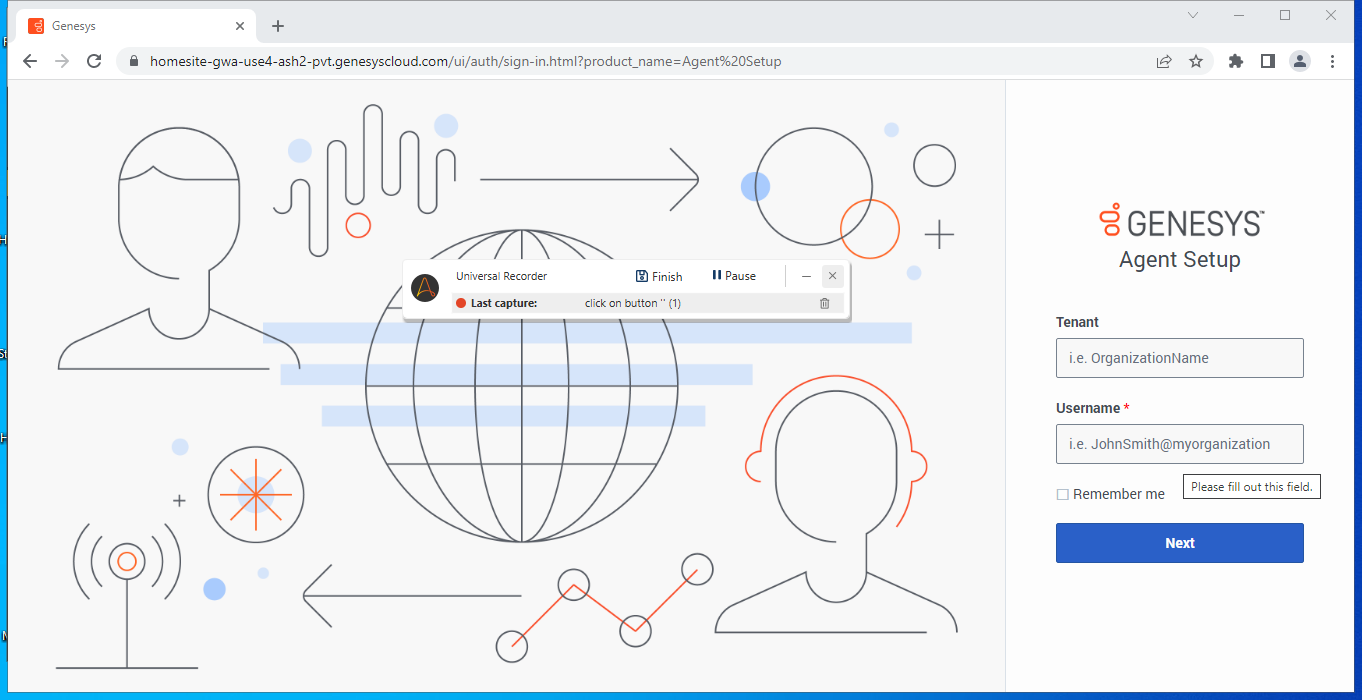 Genesys
homesite-gwa-use4-ash2-pvt.genesyscloud.com/ui/auth/sign-in.html?product_name=Agent%20Setup
GENESYS™
Agent Setup
Universal Recorder
Finish
Pause
Last capture:
click on button '' (1)
Tenant
i.e. OrganizationName
Username *
i.e. JohnSmith@myorganization
Remember me
Please fill out this field.
Next